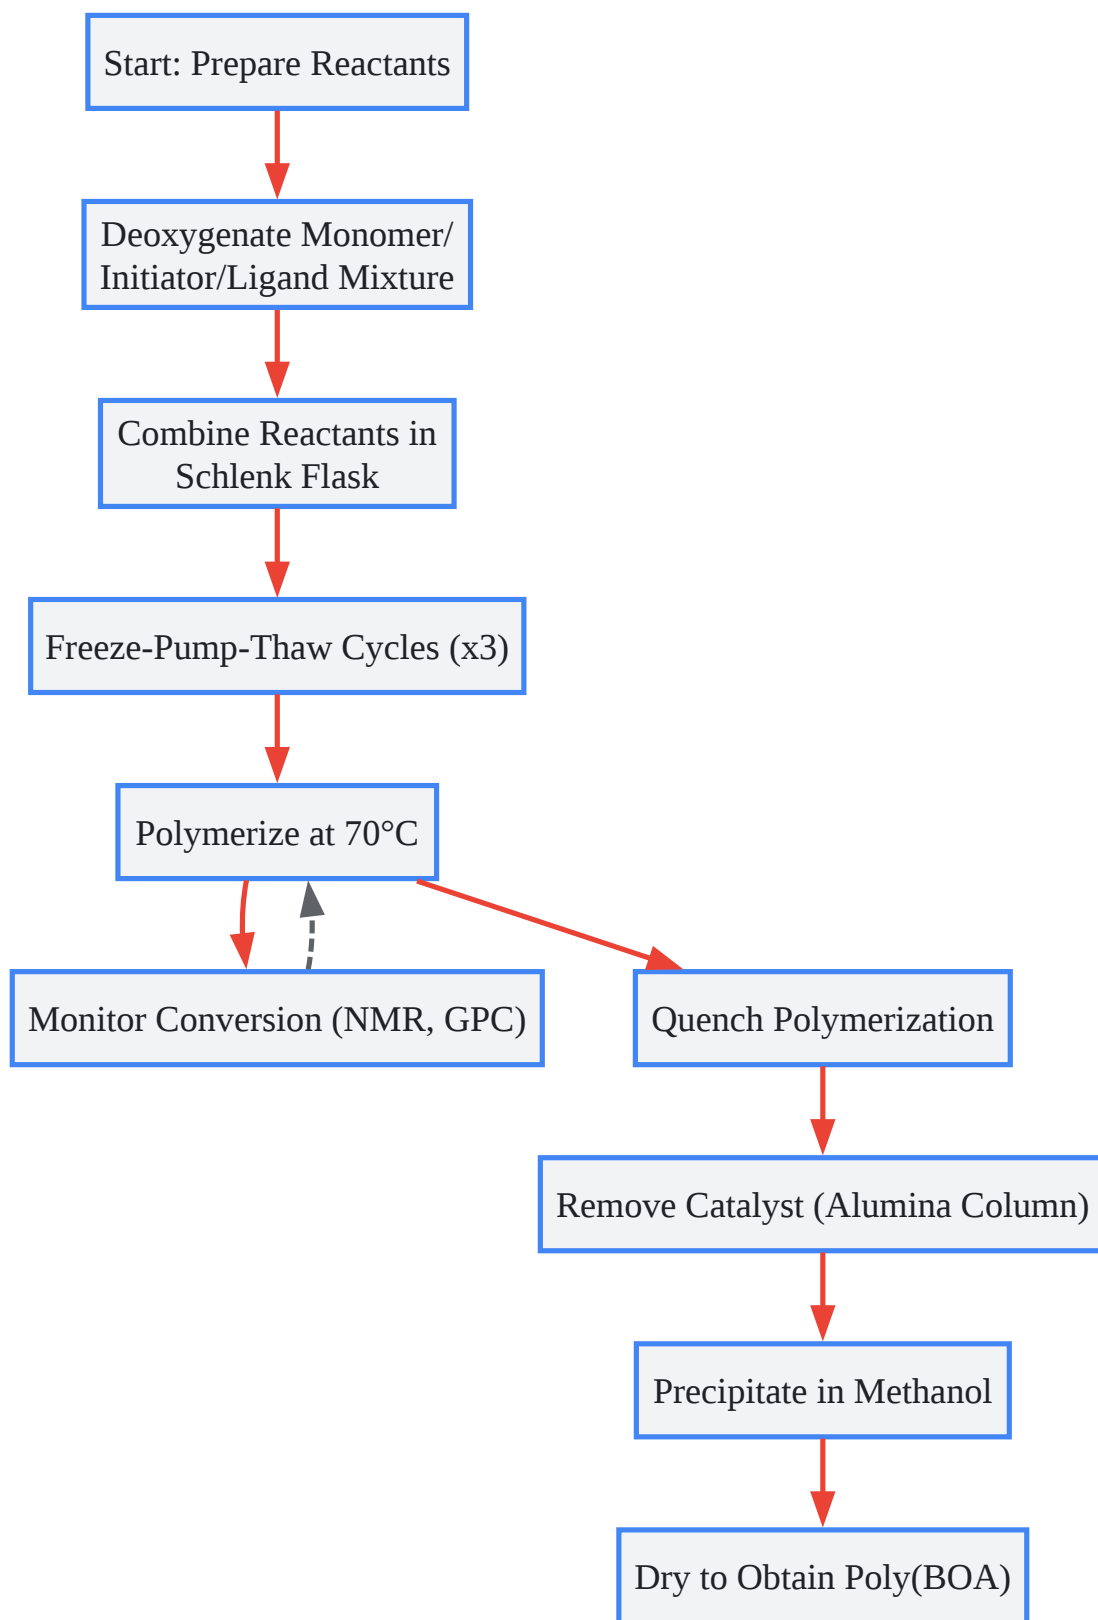 Start: Prepare Reactants
Deoxygenate Monomer/
Initiator/Ligand Mixture
Combine Reactants in
Schlenk Flask
Freeze-Pump-Thaw Cycles (x3)
Polymerize at 70°C
Monitor Conversion (NMR, GPC)
Quench Polymerization
Remove Catalyst (Alumina Column)
Precipitate in Methanol
Dry to Obtain Poly(BOA)